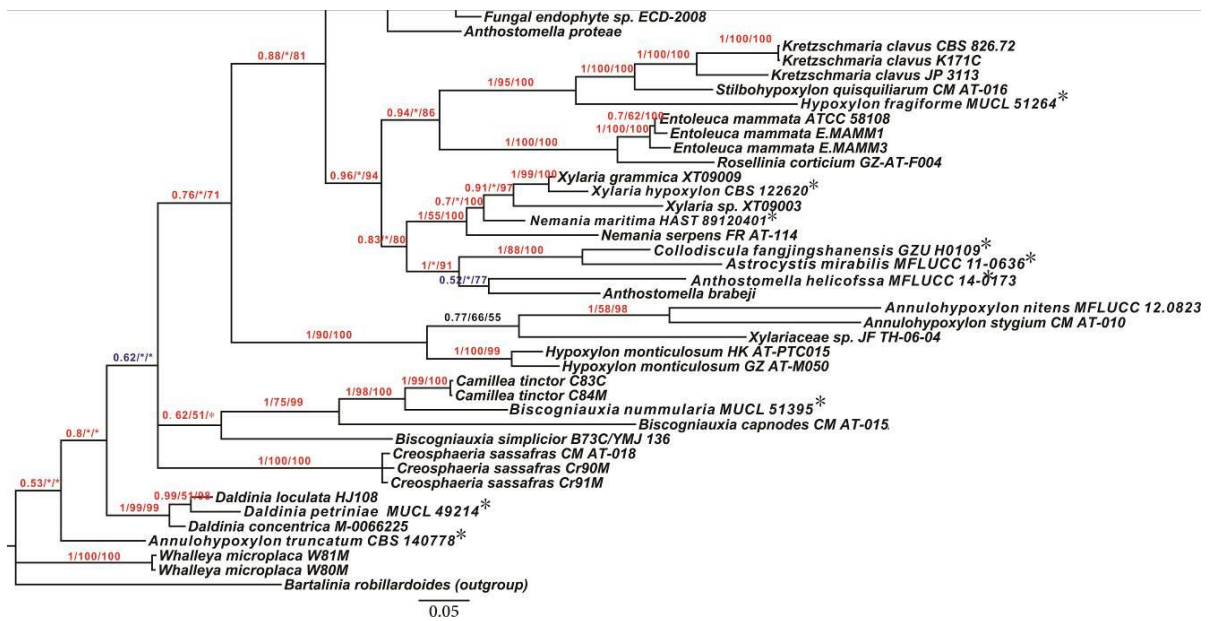 Fungal endophyte sp. ECD-2008
Anthostomella proteae
0.88/*/81
1/100/100
Kretzschmaria clavus CBS 826.72
Kretzschmaria clavus K171C
1/100/100
Kretzschmaria clavus JP 3113
1/100/100
Stilbohypoxylon quisquiliarum CM AT-016
1/95/100
Hypoxylon fragiforme MUCL 51264*
0.94/*/86
0.7/62/100
Entoleuca mammata ATCC 58108
1/100/100
Entoleuca mammata E.MAMM1
Entoleuca mammata E.MAMM3
1/100/100
Rosellinia corticium GZ-AT-F004
0.96/*/94
1/99/100
Xylaria grammica XT09009
0.91/*/97
Xylaria hypoxylon CBS 122620*
0.7/*/100
Xylaria sp. XT09003
0.76/*/71
1/55/100
Nemania maritima HAST 89120401*
Nemania serpens FR AT-114
0.83/*/80
1/88/100
Collodiscula fangjingshanensis GZU H0109*
1/*/91
Astrocystis mirabilis MFLUCC 11-0636*
0.52/*/77
Anthostomella helicofssa MFLUCC 14-0173*
Anthostomella brabeji
1/58/98
Annulohypoxylon nitens MFLUCC 12.0823
0.77/66/55
Annulohypoxylon stygium CM AT-010
1/90/100
Xylariaceae sp. JF TH-06-04
1/100/99
Hypoxylon monticulosum HK AT-PTC015
Hypoxylon monticulosum GZ AT-M050
0.62/*/*
1/99/100
Camillea tinctor C83C
1/98/100
Camillea tinctor C84M
1/75/99
Biscogniauxia nummularia MUCL 51395*
0. 62/51/*
Biscogniauxia capnodes CM AT-015.
Biscogniauxia simplicior B73C/YMJ 136
0.8/*/*
Creosphaeria sassafras CM AT-018
1/100/100
Creosphaeria sassafras Cr90M
Creosphaeria sassafras Cr91M
0.53/*/*
0.99/51/98
Daldinia loculata HJ108
1/99/99
Daldinia petriniae MUCL 49214*
Daldinia concentrica M-0066225
Annulohypoxylon truncatum CBS 140778*
1/100/100
Whalleya microplaca W81M
Whalleya microplaca W80M
Bartalinia robillardoides (outgroup)
0.05